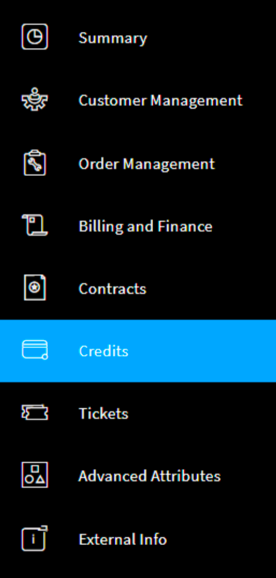 Summary
Customer Management
Order Management
Billing and Finance
Contracts
Credits
Tickets
Advanced Attributes
External Info